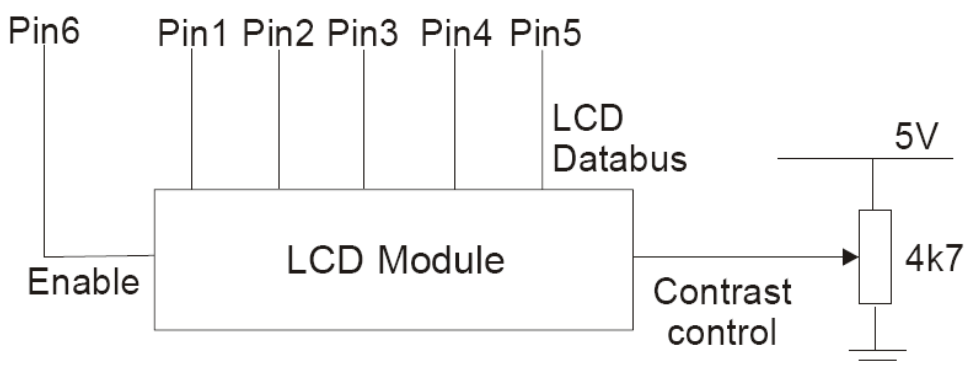 Pin6 Pin1 Pin2 Pin3 Pin4 Pin5
LCD
Databus
5V
LCD Module
4k7
Enable
Contrast
control